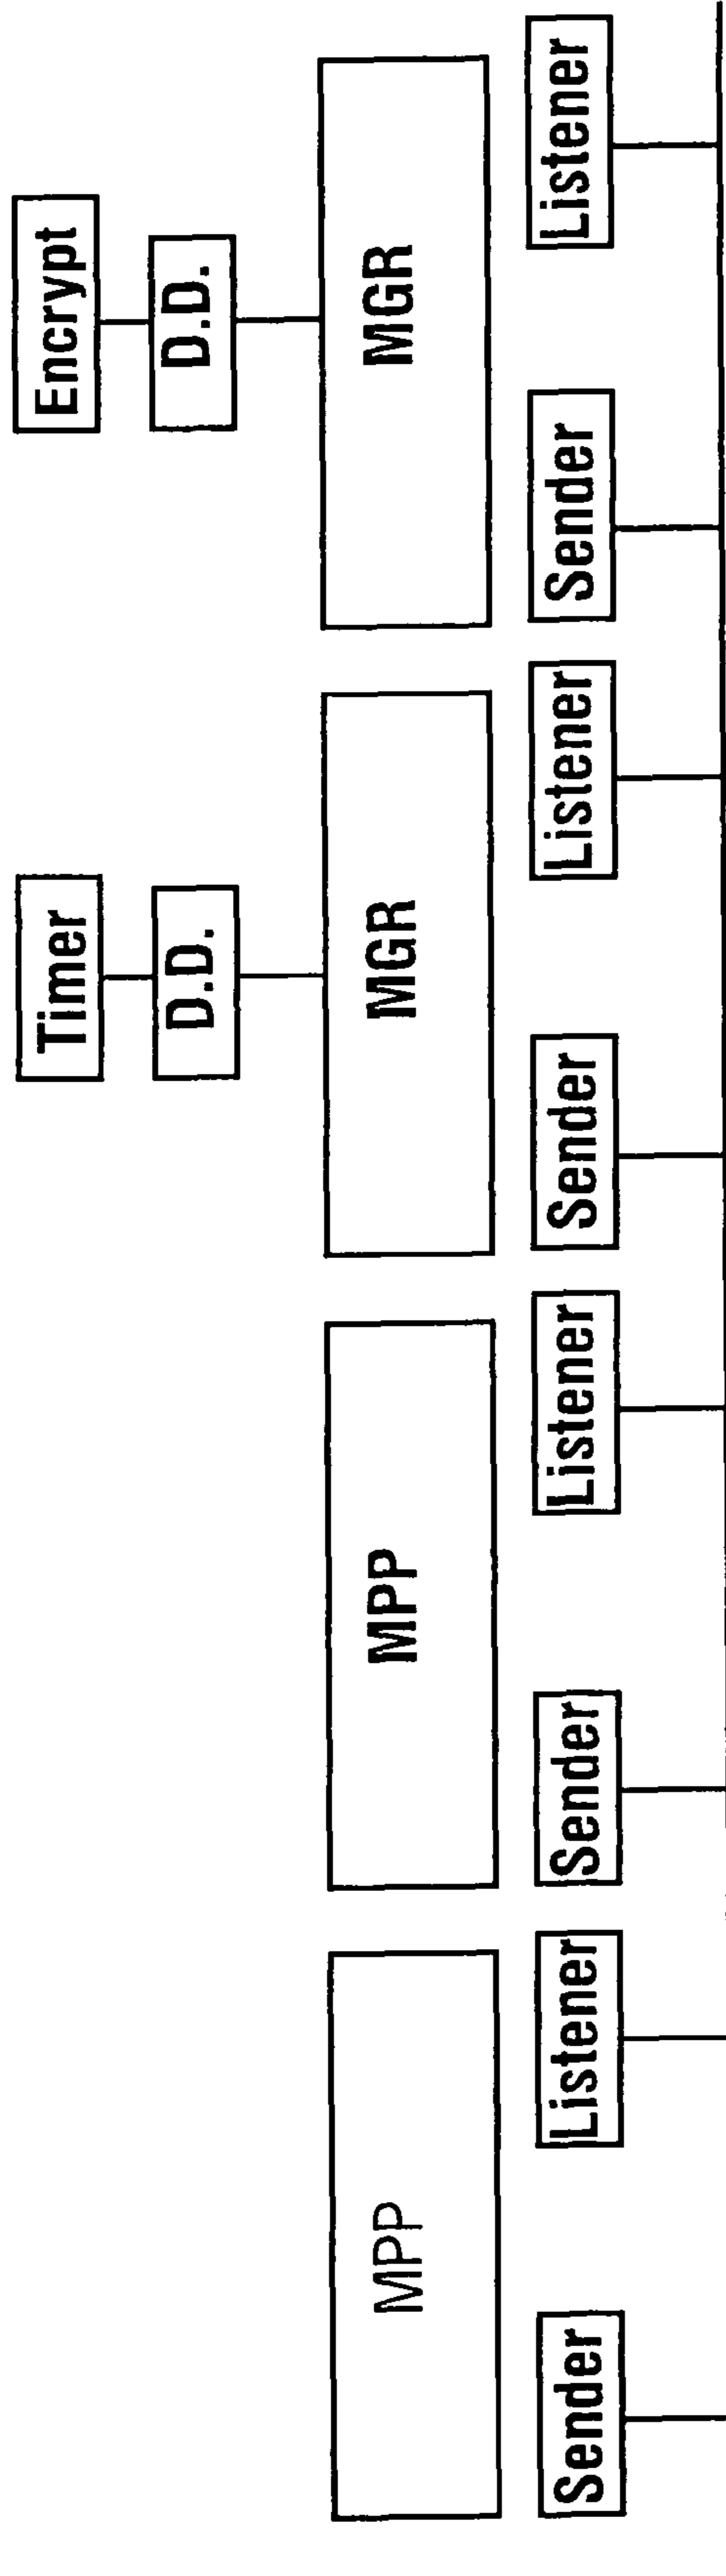 Timer
Encrypt
D.D.
D.D.
MPP
MPP
MGR
MGR
Sender
Listener
Sender
Listener
Sender
Listener
Sender
Listener